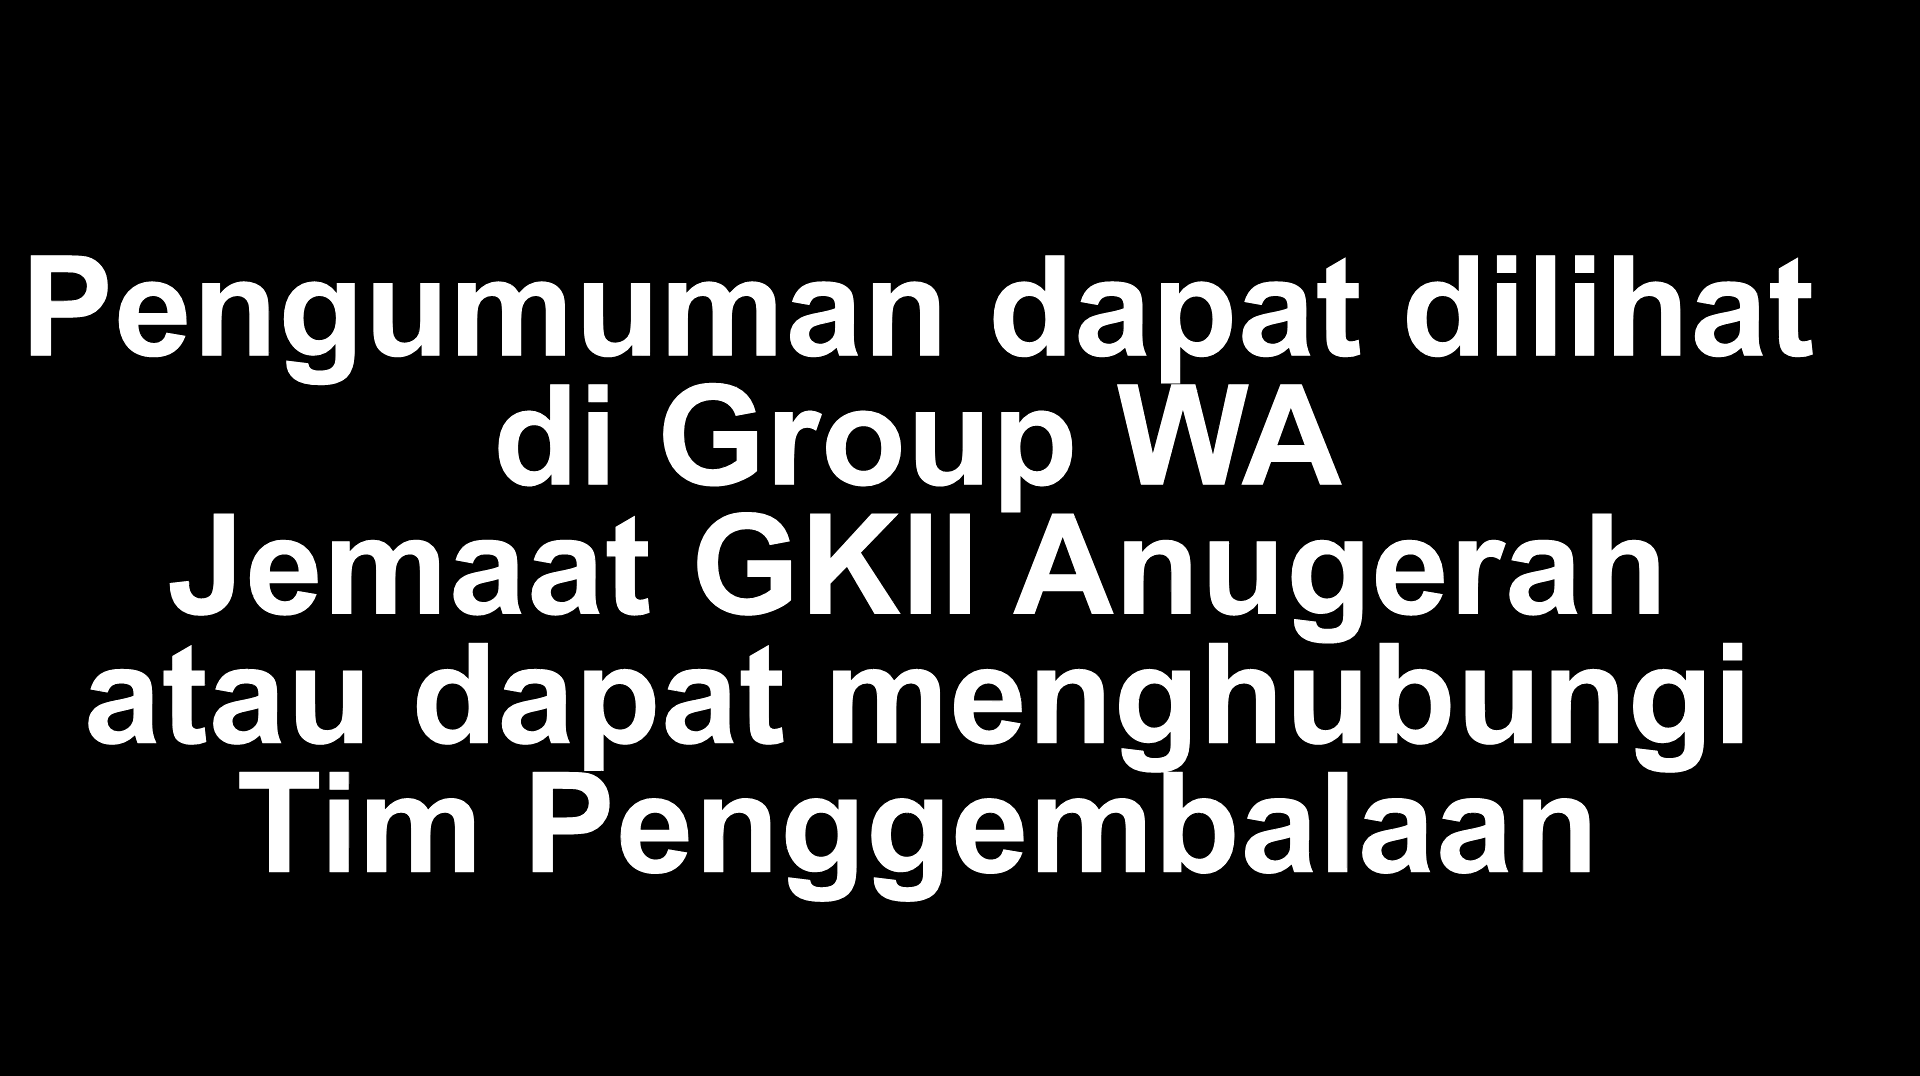 Pengumuman dapat dilihat
di Group WA
Jemaat GKII Anugerah
atau dapat menghubungi
Tim Penggembalaan